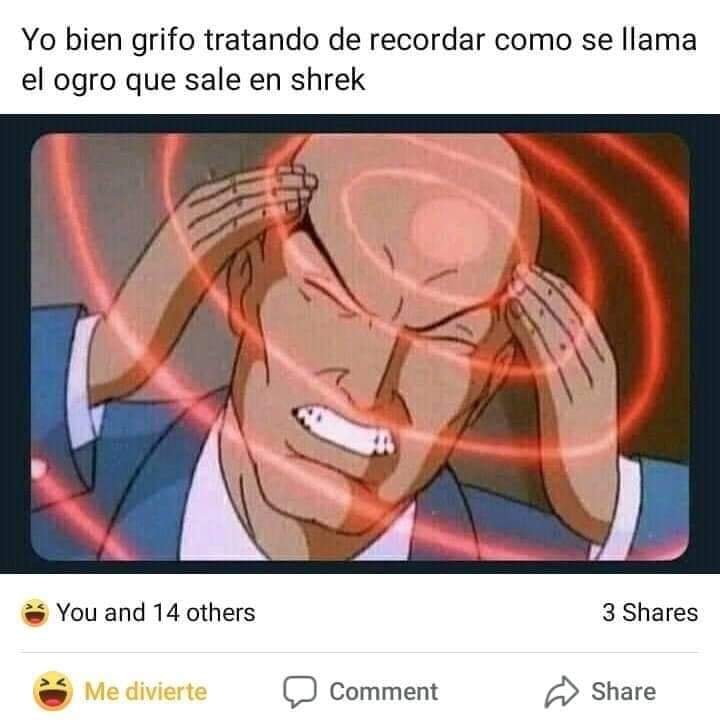 Yo bien grifo tratando de recordar como se llama
el ogro que sale en shrek
You and 14 others
3 Shares
Me divierte
Comment
Share